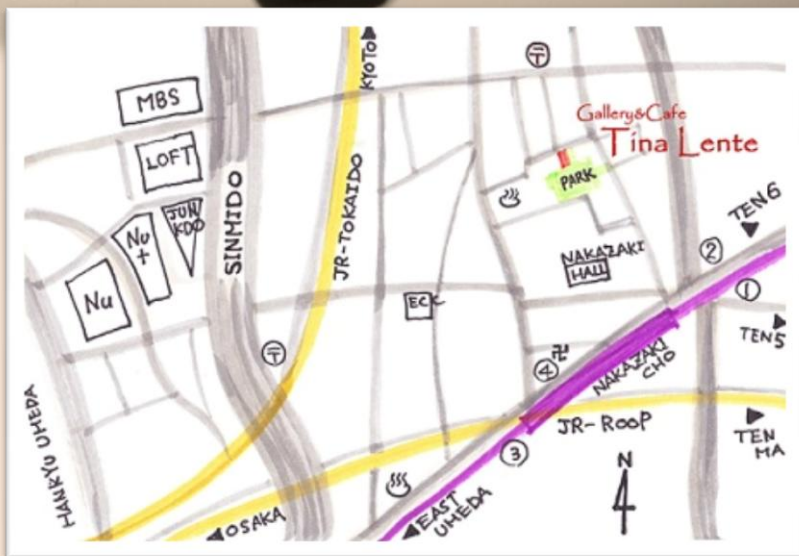 KYOTO
〒
MBS
Gallery&Cafe
Tina Lente
LOFT
SINMIDO
JR-TOKAIDO
PARK
♨
TEN6
JUN
KDO
Nu
+
②
NAKAZAKI
HALL
Nu
ECC
①
TEN5
〒
卍
④
NAKAZAKI
CHO
HANKYU UMEDA
JR-ROOP
TEN
MA
③
N
♨
OSAKA
EAST
UMEDA